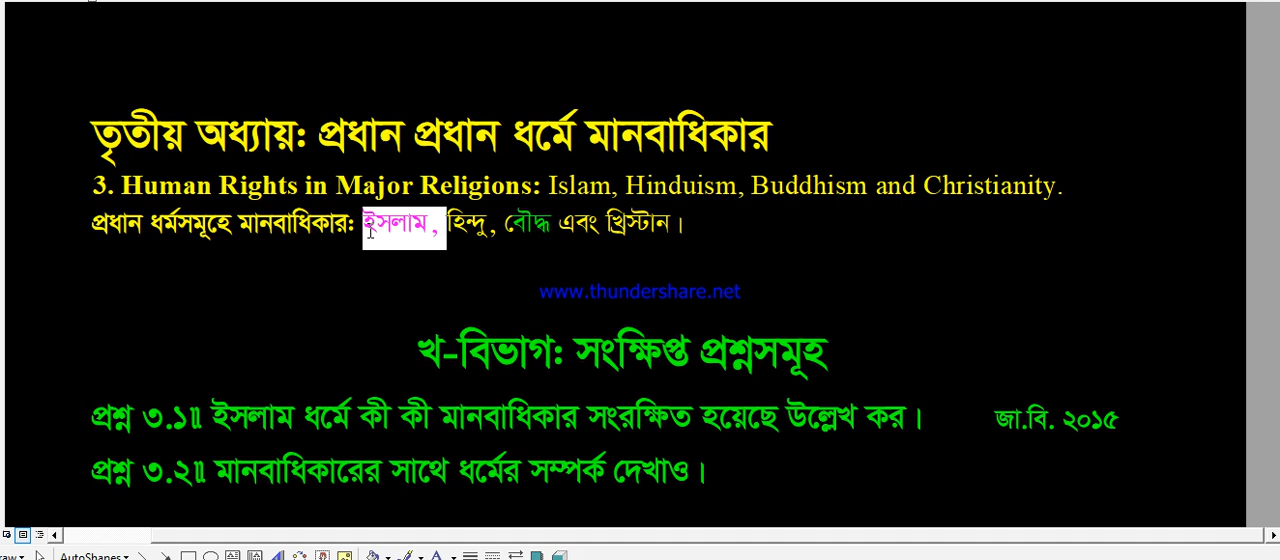 তৃতীয় অধ্যায়: প্রধান প্রধান ধর্মে মানবাধিকার
3. Human Rights in Major Religions: Islam, Hinduism, Buddhism and Christianity.
প্রধান ধর্মসমূহে মানবাধিকার: ইসলাম, হিন্দু, বৌদ্ধ এবং খ্রিস্টান।
www.thundershare.net
খ-বিভাগ: সংক্ষিপ্ত প্রশ্নসমূহ
প্রশ্ন ৩.১॥ ইসলাম ধর্মে কী কী মানবাধিকার সংরক্ষিত হয়েছে উল্লেখ কর। জা.বি. ২০১৫
প্রশ্ন ৩.২॥ মানবাধিকারের সাথে ধর্মের সম্পর্ক দেখাও।
AutoShapes